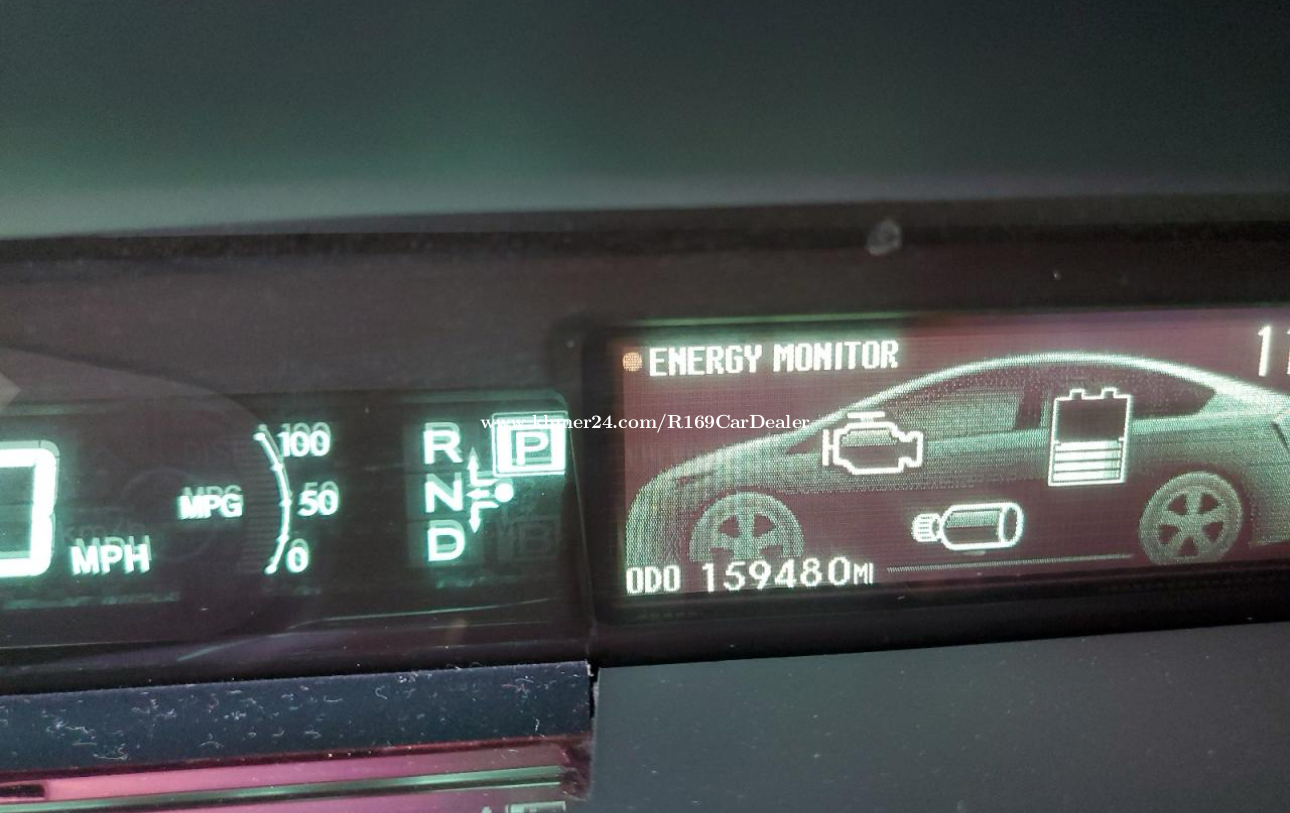 ENERGY MONITOR
100
50
0
MPG
MPH
R
P
N
D
B
www.khmer24.com/R169CarDealer
ODO 159480MI